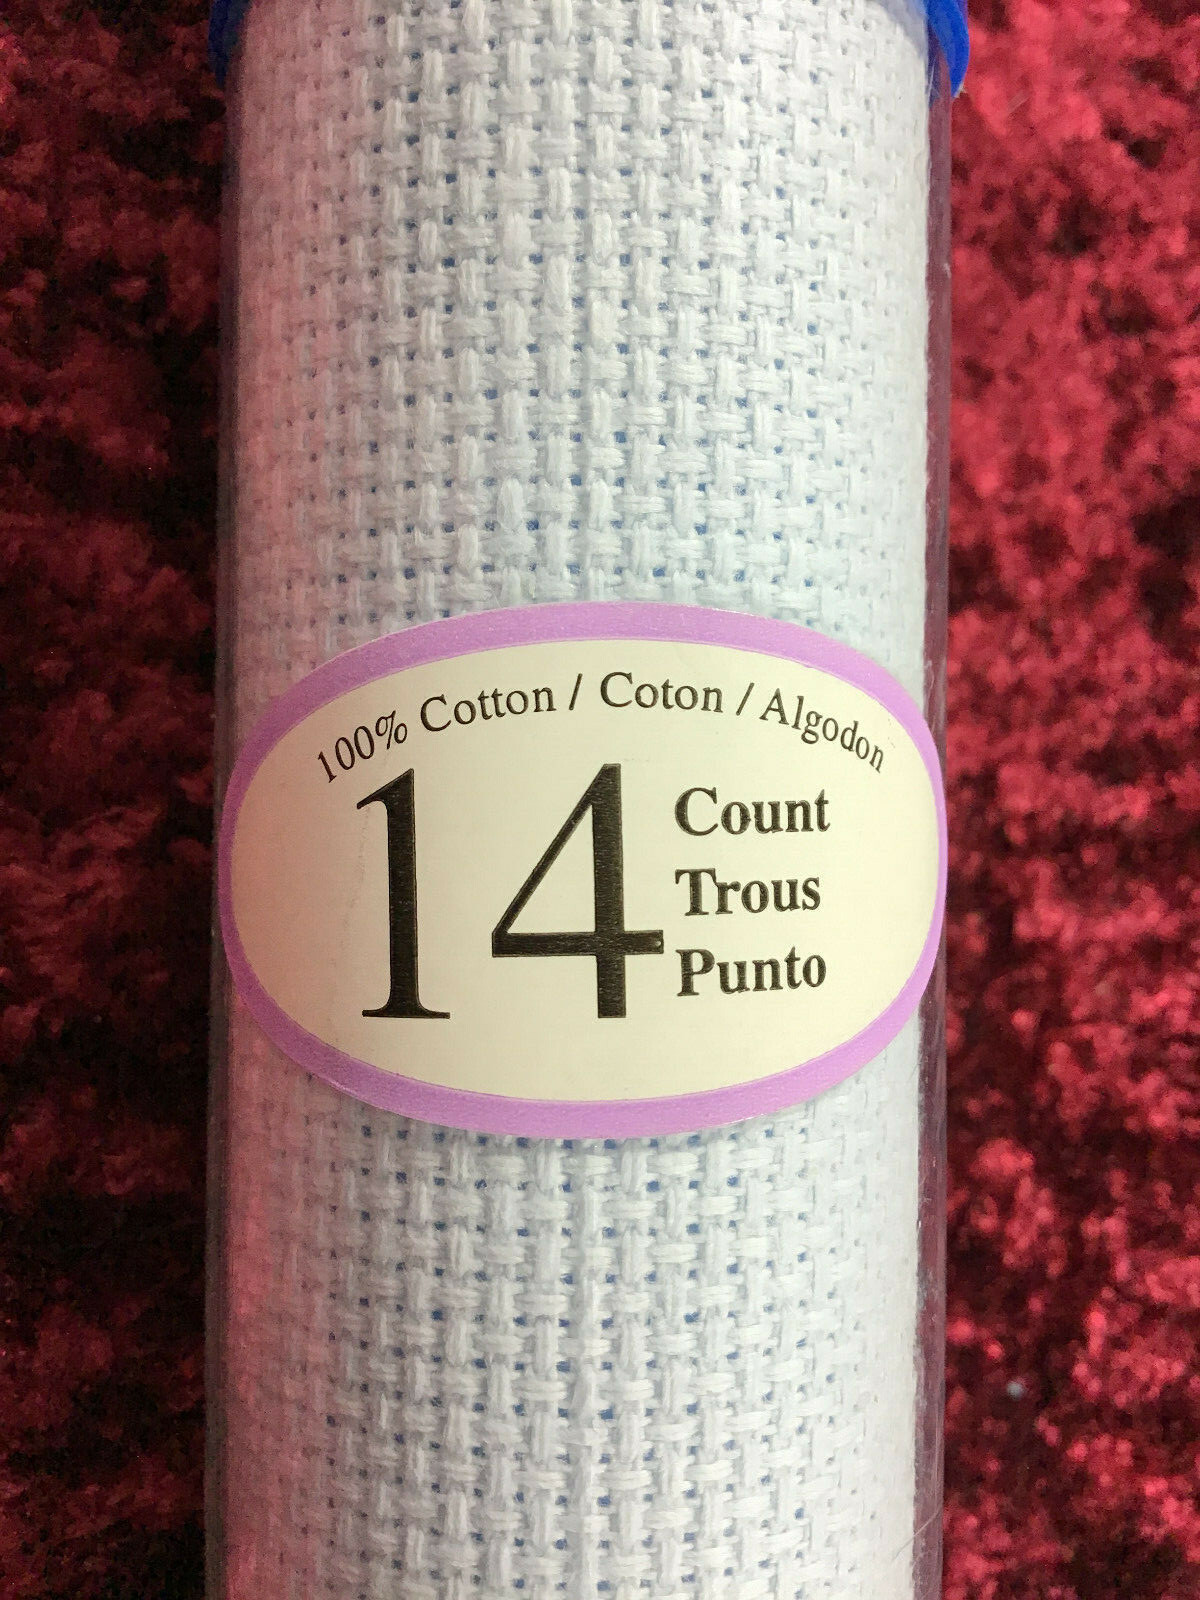 100% Cotton / Coton / Algodon
14
Count
Trous
Punto